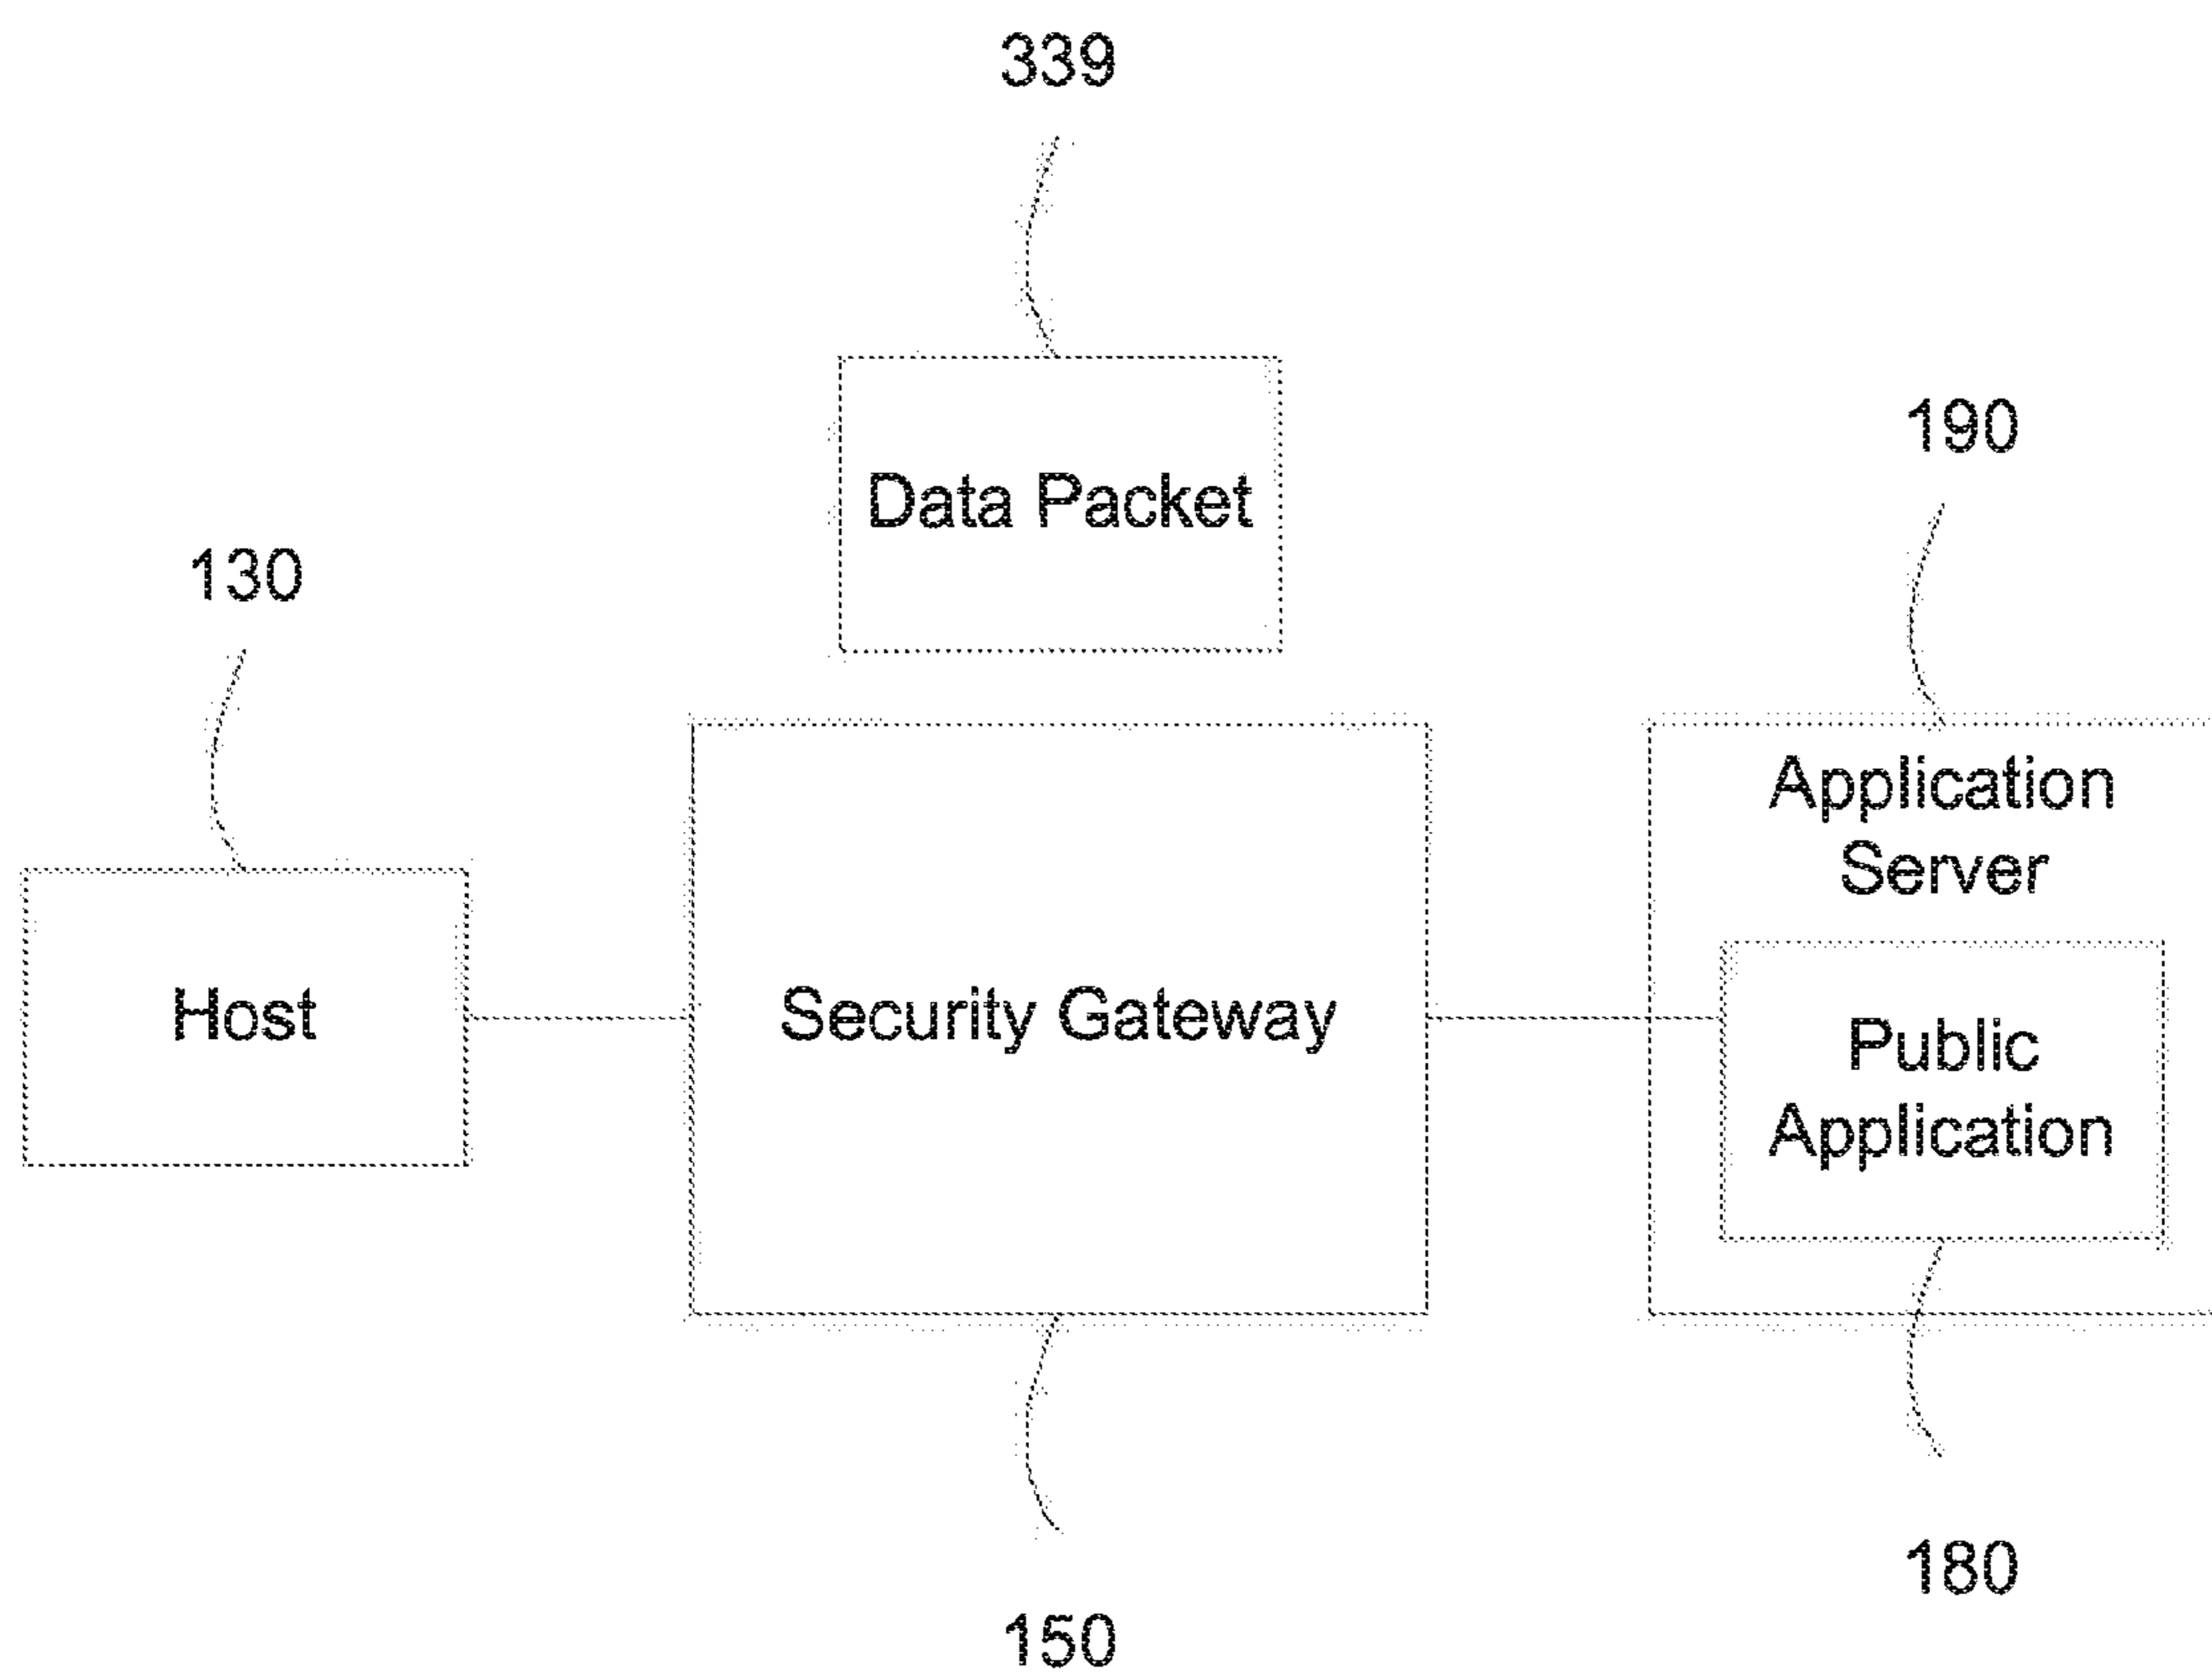 339
Data Packet
190
130
Application
Server
Host
Security Gateway
Public
Application
180
150